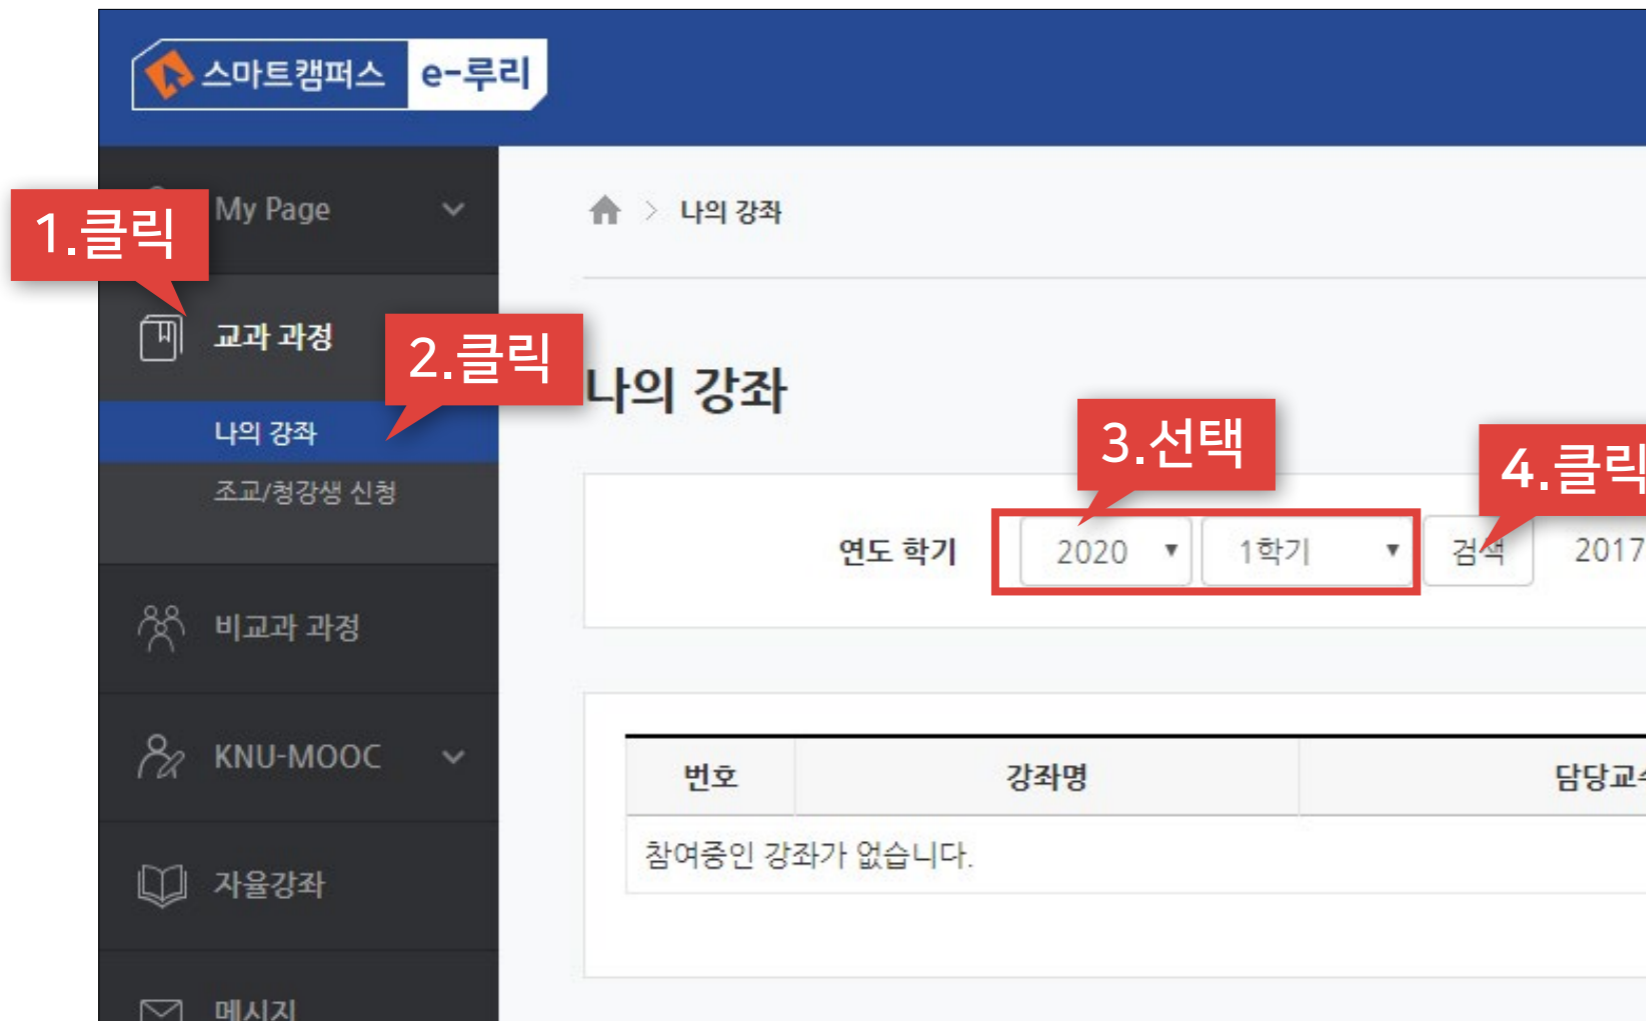 스마트캠퍼스 e-루리
My Page
1.클릭
나의 강좌
교과 과정
2.클릭
나의 강좌
나의 강좌
조교/청강생 신청
3.선택
4.클릭
연도 학기 2020 1학기 검색 2017
비교과 과정
KNU-MOOC
번호 강좌명 담당교수
참여중인 강좌가 없습니다.
자율강좌
메시지